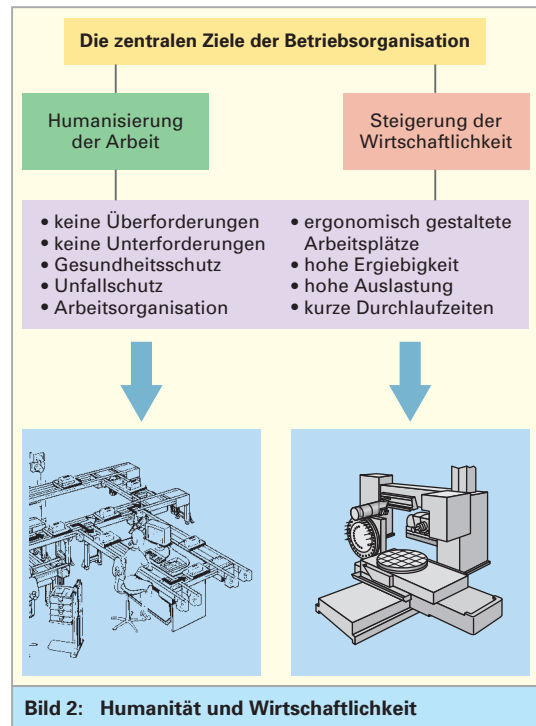 Die zentralen Ziele der Betriebsorganisation
Humanisierung
der Arbeit
Steigerung der
Wirtschaftlichkeit
• keine Überforderungen
• keine Unterforderungen
• Gesundheitsschutz
• Unfallschutz
• Arbeitsorganisation
• ergonomisch gestaltete
Arbeitsplätze
• hohe Ergiebigkeit
• hohe Auslastung
• kurze Durchlaufzeiten
Bild 2: Humanität und Wirtschaftlichkeit